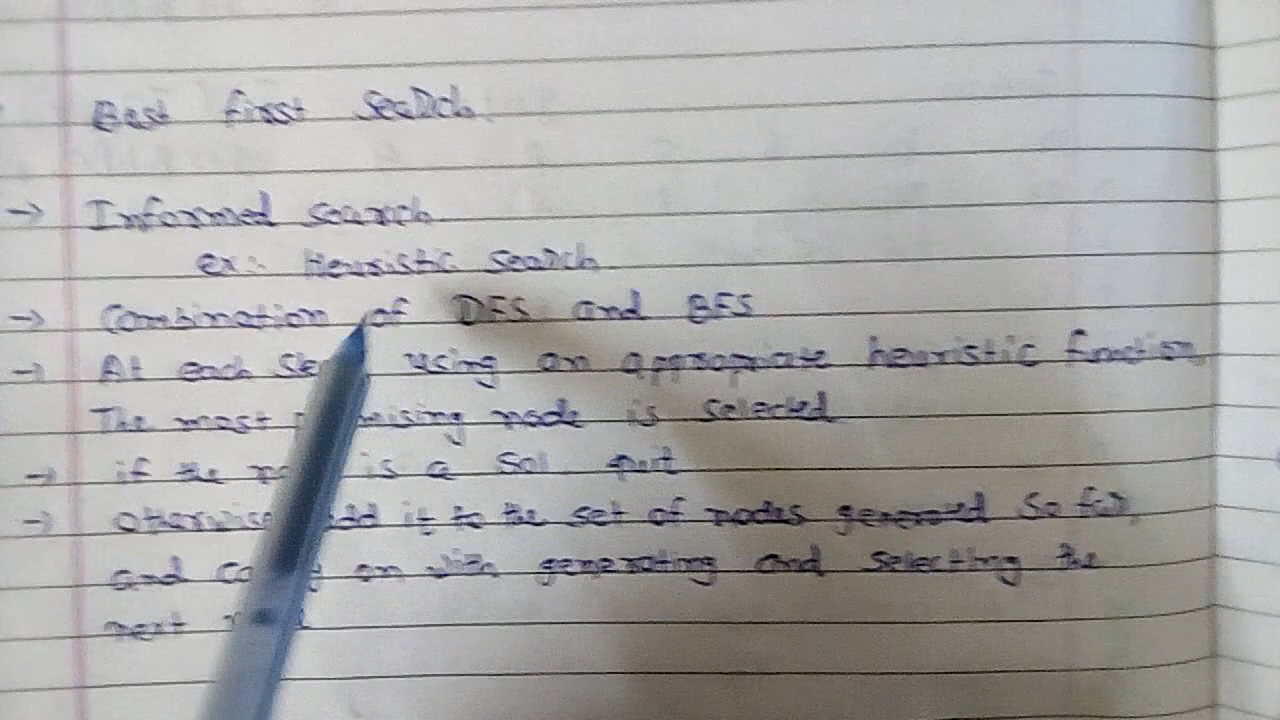 Best first search
→ Informed search
ex:- Heuristic search
→ Combination of DFS and BFS
→ At each using an appropriate heuristic function
The most node is selected
→ if the is a sol quit
→ otherwise add it to the set of nodes generated so far
and on with generating and selecting the
next